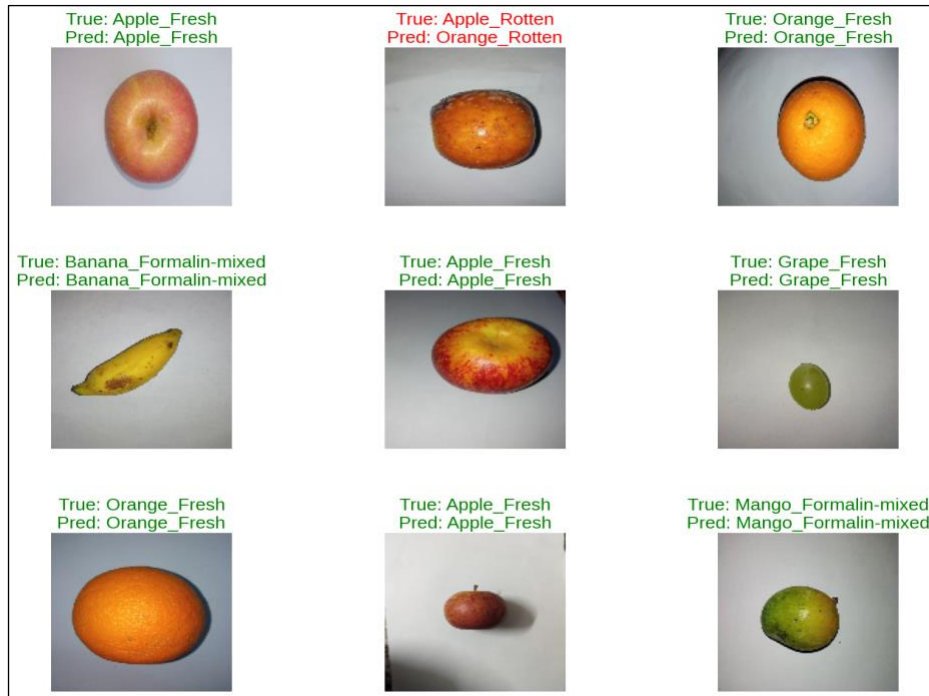 True: Apple_Fresh
Pred: Apple_Fresh
True: Apple_Rotten
Pred: Orange_Rotten
True: Orange_Fresh
Pred: Orange_Fresh
True: Banana_Formalin-mixed
Pred: Banana_Formalin-mixed
True: Apple_Fresh
Pred: Apple_Fresh
True: Grape_Fresh
Pred: Grape_Fresh
True: Orange_Fresh
Pred: Orange_Fresh
True: Apple_Fresh
Pred: Apple_Fresh
True: Mango_Formalin-mixed
Pred: Mango_Formalin-mixed